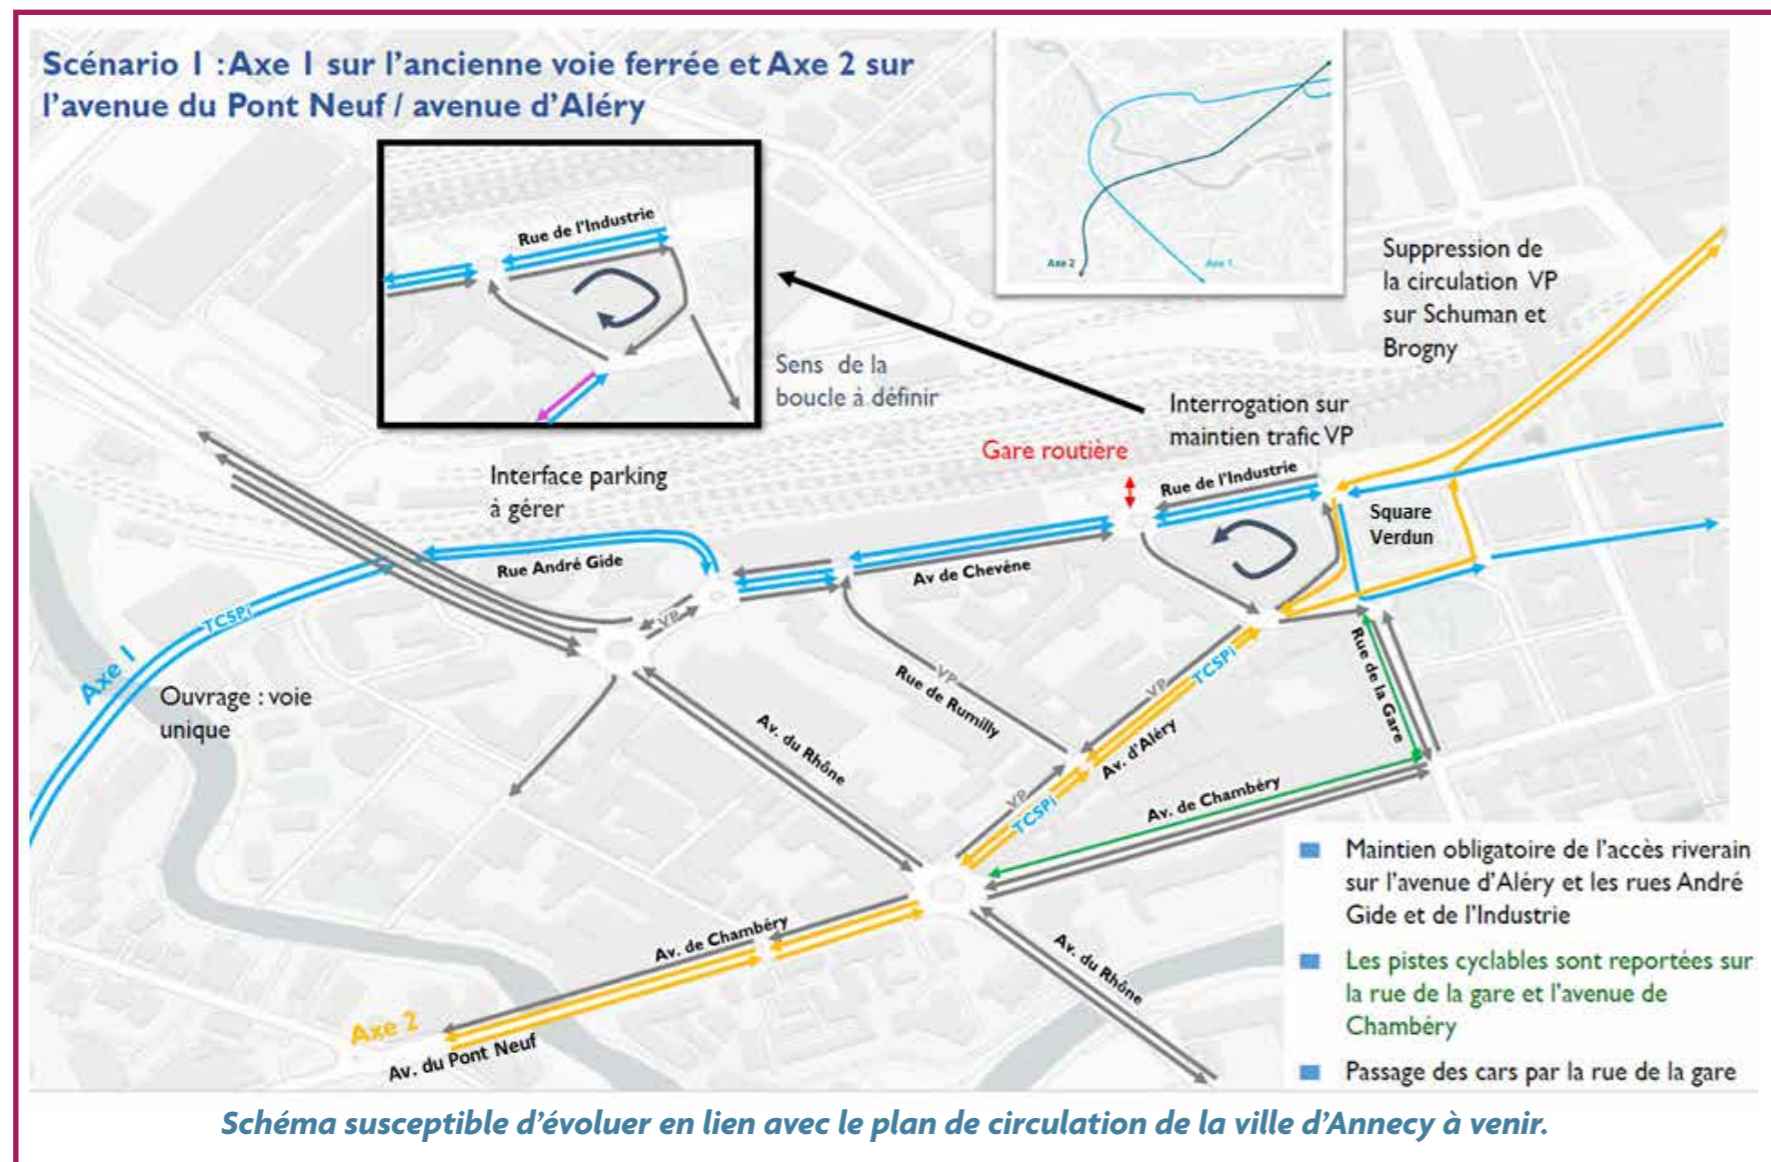 Scénario 1 : Axe 1 sur l'ancienne voie ferrée et Axe 2 sur
l'avenue du Pont Neuf / avenue d'Aléry
Rue de l'Industrie
Axe 2
Axe 1
Sens de la
boucle à définir
Suppression de
la circulation VP
sur Schuman et
Brogny
Interrogation sur
maintien trafic VP
Gare routière
Rue de l'Industrie
Square
Verdun
Interface parking
à gérer
Rue André Gide
Av de Chevêne
TCSPi
VP
Axe 1
Ouvrage : voie
unique
VP
Rue de Rumilly
VP
TCSPi
Rue de la Gare
Av. du Rhône
Av. d'Aléry
VP
TCSPi
Av. de Chambéry
Av. de Chambéry
Av. du Rhône
Axe 2
Av. du Pont Neuf
Maintien obligatoire de l'accès riverain
sur l'avenue d'Aléry et les rues André
Gide et de l'Industrie
Les pistes cyclables sont reportées sur
la rue de la gare et l'avenue de
Chambéry
Passage des cars par la rue de la gare
Schéma susceptible d'évoluer en lien avec le plan de circulation de la ville d'Annecy à venir.